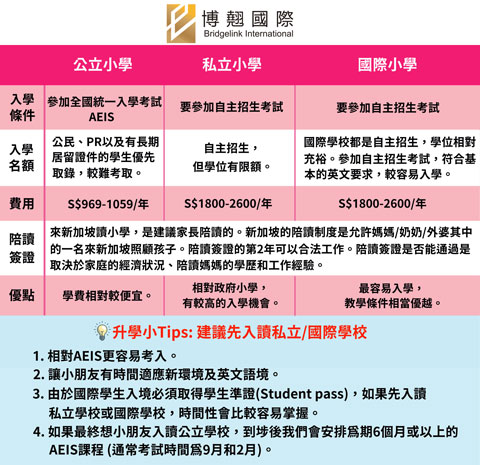 博翹國際
Bridgelink International
公立小學 私立小學 國際小學
入學
條件
參加全國統一入學考試
AEIS
要參加自主招生考試
要參加自主招生考試
入學
名額
公民、PR以及有長期
居留證件的學生優先
取錄，較難考取。
自主招生，
但學位有限額。
國際學校都是自主招生，學位相對
充裕。參加自主招生考試，符合基
本的英文要求，較容易入學。
費用 S$969-1059/年 S$1800-2600/年 S$1800-2600/年
陪讀
簽證
來新加坡讀小學，是建議家長陪讀的。新加坡的陪讀制度是允許媽媽/奶奶/外婆其中
的一名來新加坡照顧孩子。陪讀簽證的第2年可以合法工作。陪讀簽證是否能通過是
取決於家庭的經濟狀況、陪讀媽媽的學歷和工作經驗。
優點
學費相對較便宜。
相對政府小學，
有較高的入學機會。
最容易入學，
教學條件相當優越。
升學小Tips: 建議先入讀私立/國際學校
1. 相對AEIS更容易考入。
2. 讓小朋友有時間適應新環境及英文語境。
3. 由於國際學生入境必須取得學生準證(Student pass)，如果先入讀
私立學校或國際學校，時間性會比較容易掌握。
4. 如果最終想小朋友入讀公立學校，到埗後我們會安排爲期6個月或以上的
AEIS課程 (通常考試時間爲9月和2月)。